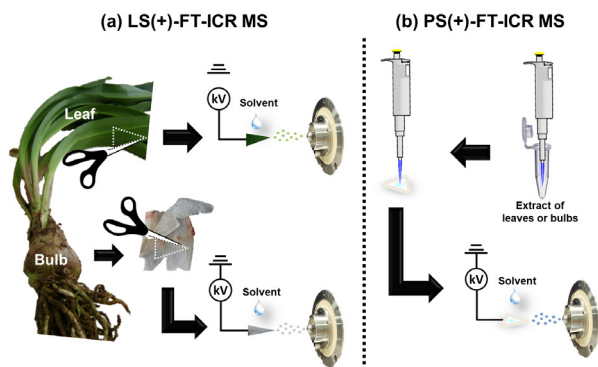 (a) LS(+)-FT-ICR MS
Leaf
kV
Solvent
Bulb
kV
Solvent
(b) PS(+)-FT-ICR MS
Extract of
leaves or bulbs
kV
Solvent